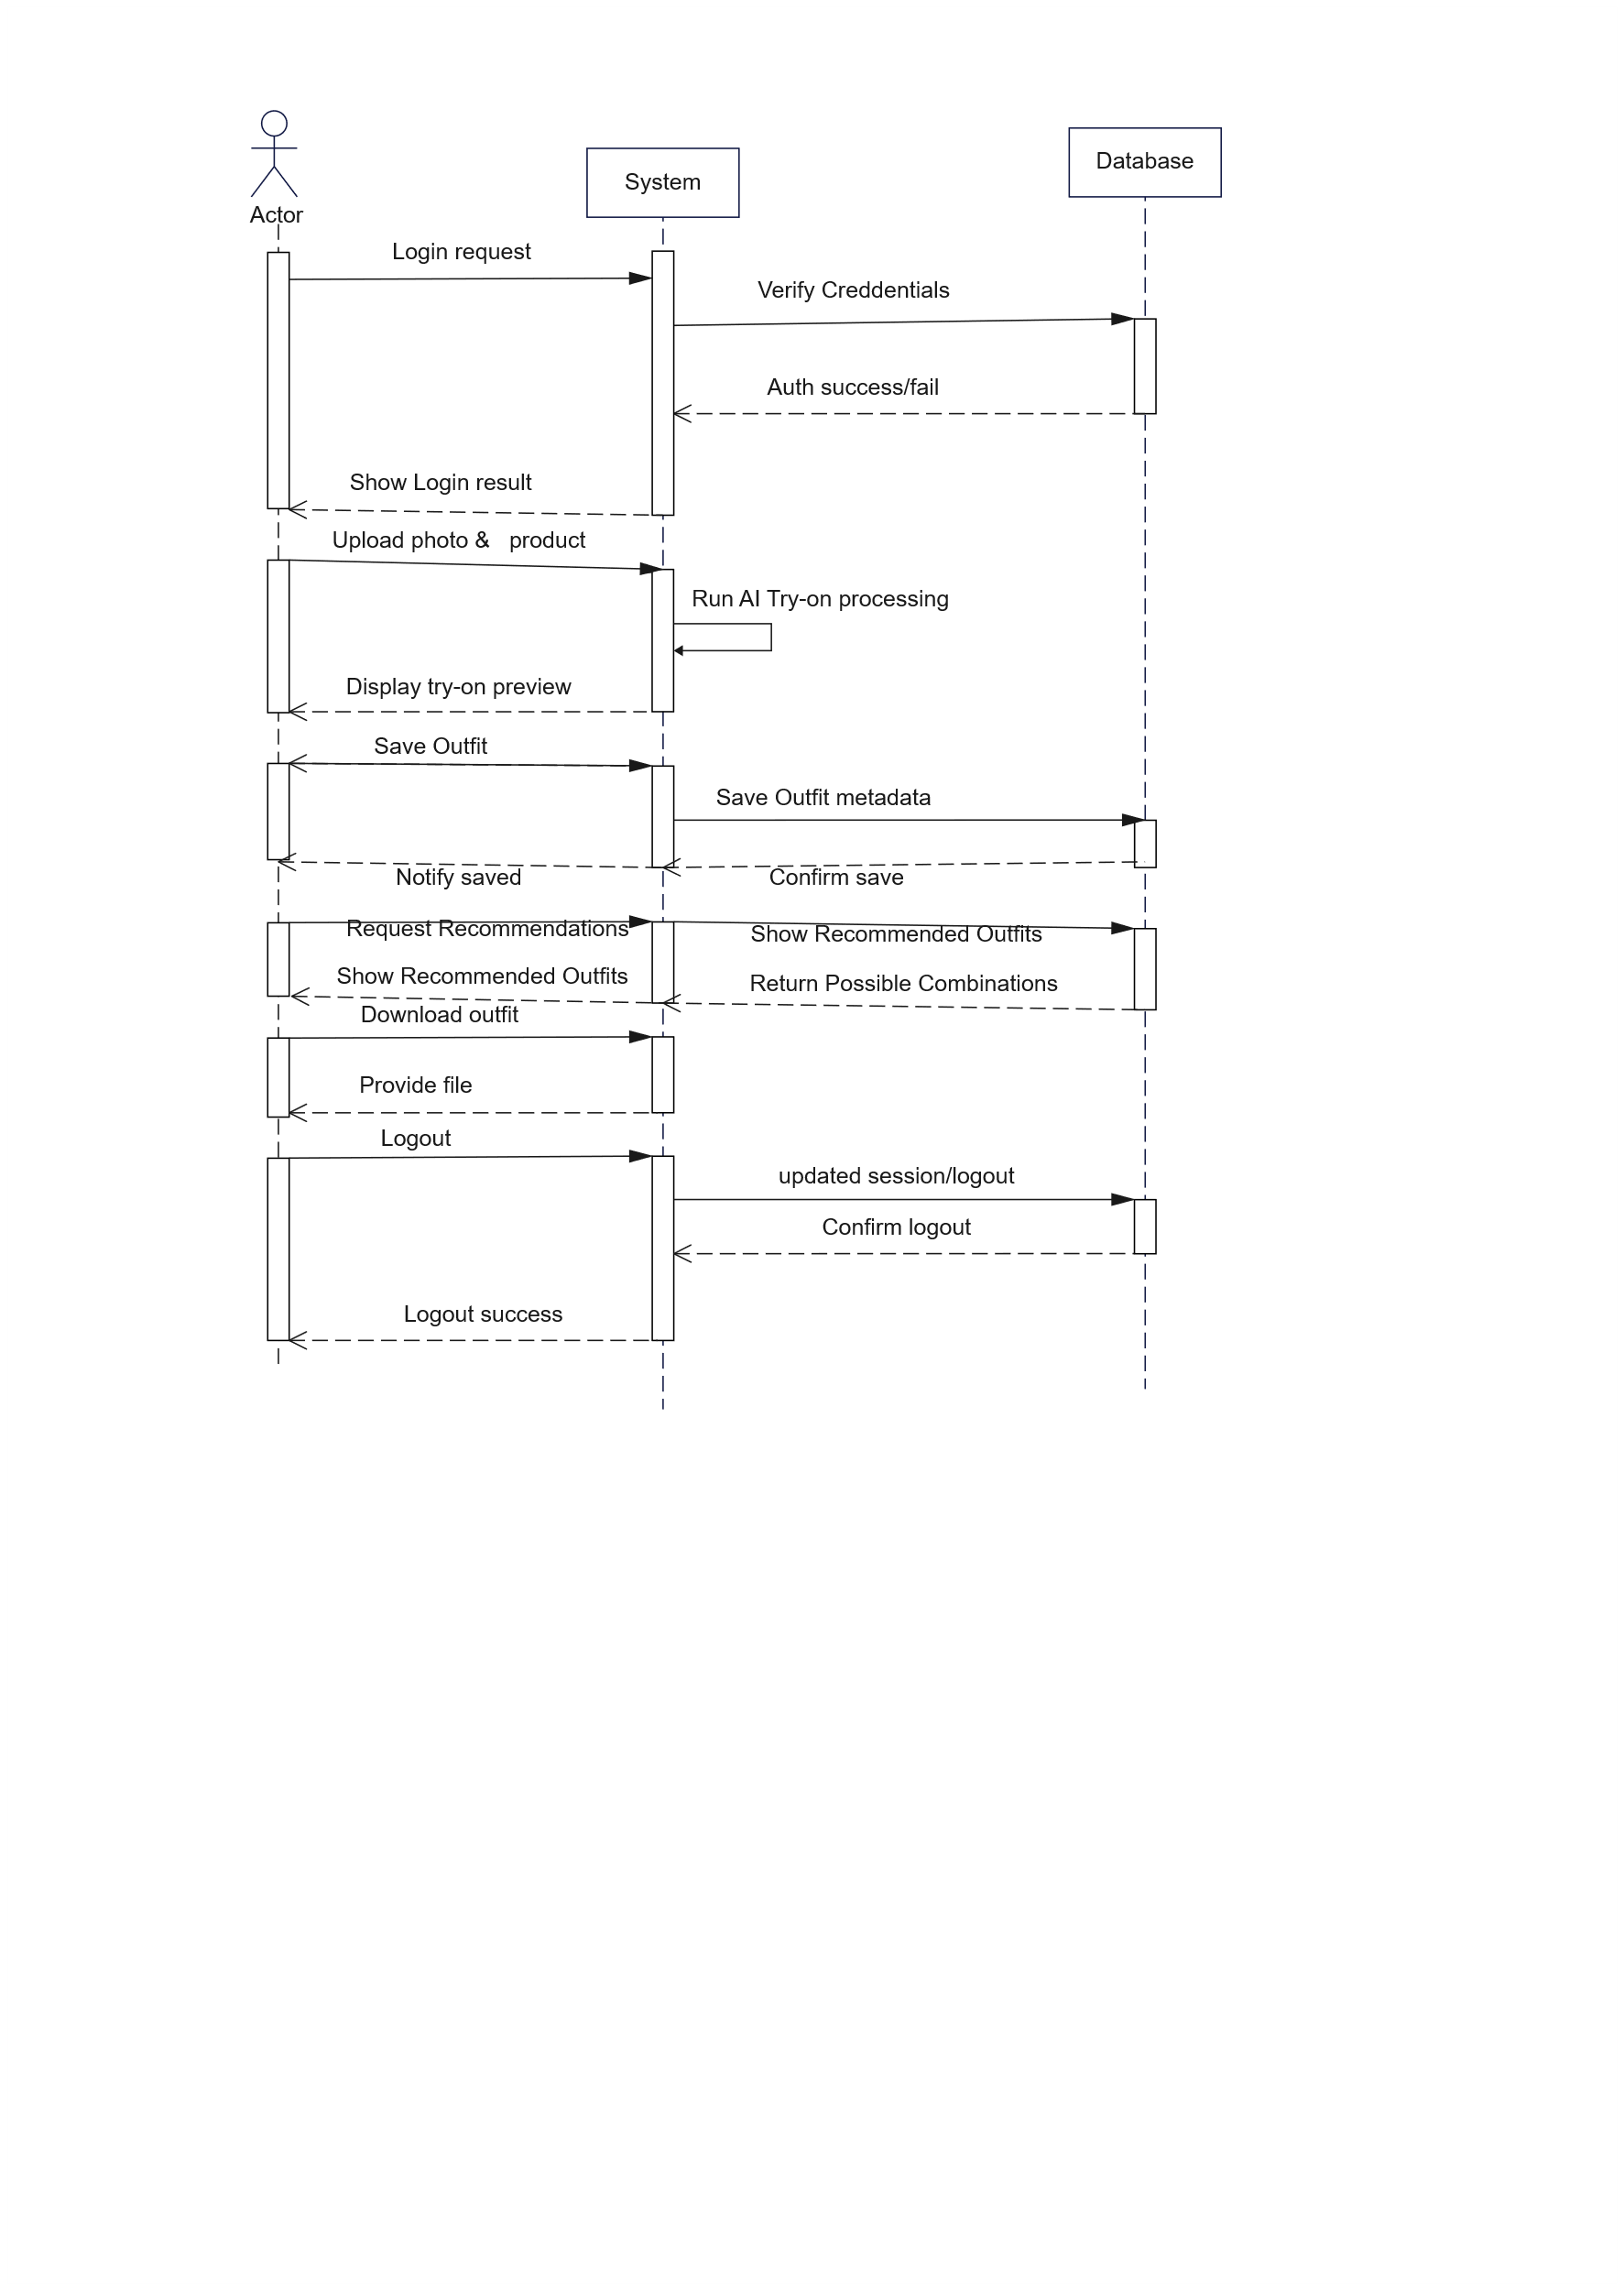 Actor
System
Database
Login request
Verify Creddentials
Auth success/fail
Show Login result
Upload photo &   product
Run AI Try-on processing
Display try-on preview
Save Outfit
Save Outfit metadata
Notify saved
Confirm save
Request Recommendations
Show Recommended Outfits
Show Recommended Outfits
Return Possible Combinations
Download outfit
Provide file
Logout
updated session/logout
Confirm logout
Logout success